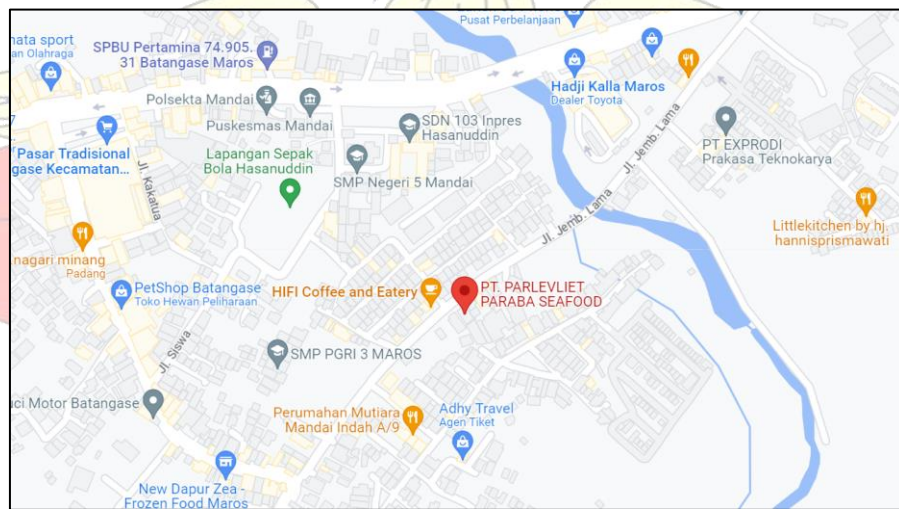 Pusat Perbelanjaan
nata sport
an Olahraga
SPBU Pertamina 74.905.
31 Batangase Maros
Hadji Kalla Maros
Dealer Toyota
Polsekta Mandai
Puskesmas Mandai
SDN 103 Inpres
Hasanuddin
Jl. Jemb. Lama
PT EXPRODI
Prakasa Teknokarya
Pasar Tradisional
gase Kecamatan...
Lapangan Sepak
Bola Hasanuddin
SMP Negeri 5 Mandai
Jl. Kakatua
Jl. Jemb. Lama
Littlekitchen by hj.
hannisprismawati
nagari minang
Padang
PetShop Batangase
Toko Hewan Peliharaan
HIFI Coffee and Eatery
PT. PARLEVLIET
PARABA SEAFOOD
Jl. Siswa
SMP PGRI 3 MAROS
uci Motor Batangase
Perumahan Mutiara
Mandai Indah A/9
Adhy Travel
Agen Tiket
New Dapur Zea -
Frozen Food Maros